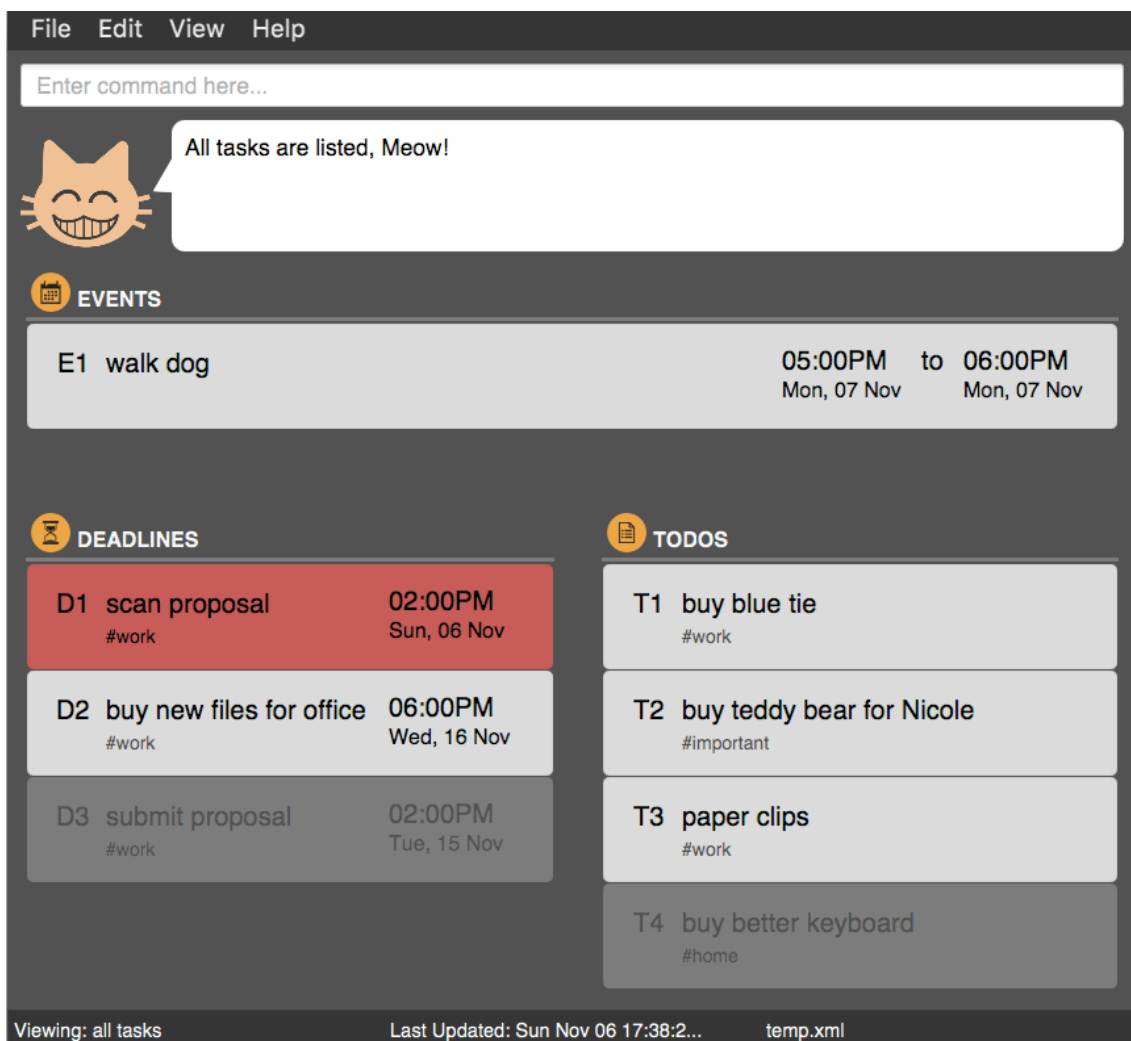 File Edit View Help
Enter command here...
All tasks are listed, Meow!
EVENTS
E1 walk dog 05:00PM to 06:00PM
Mon, 07 Nov Mon, 07 Nov
DEADLINES
D1 scan proposal 02:00PM
#work Sun, 06 Nov
D2 buy new files for office 06:00PM
#work Wed, 16 Nov
D3 submit proposal 02:00PM
#work Tue, 15 Nov
TODOS
T1 buy blue tie
#work
T2 buy teddy bear for Nicole
#important
T3 paper clips
#work
T4 buy better keyboard
#home
Viewing: all tasks Last Updated: Sun Nov 06 17:38:2... temp.xml